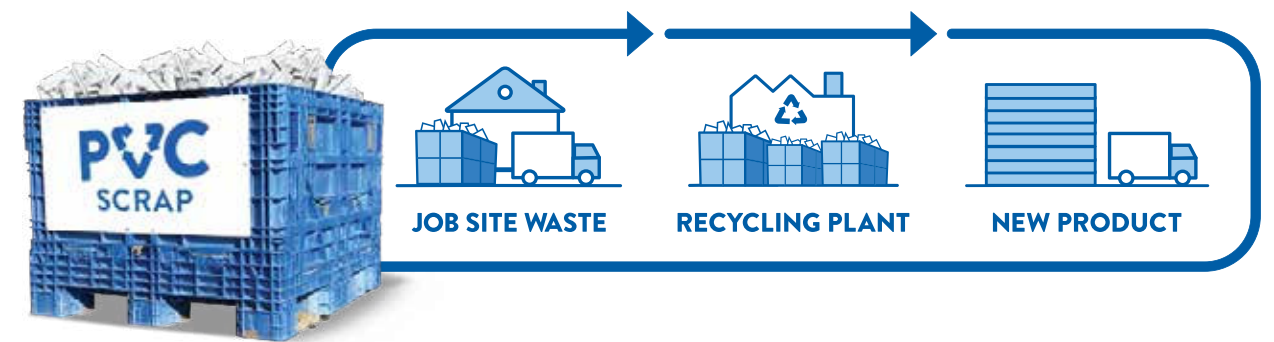 PVC
SCRAP
JOB SITE WASTE
RECYCLING PLANT
NEW PRODUCT